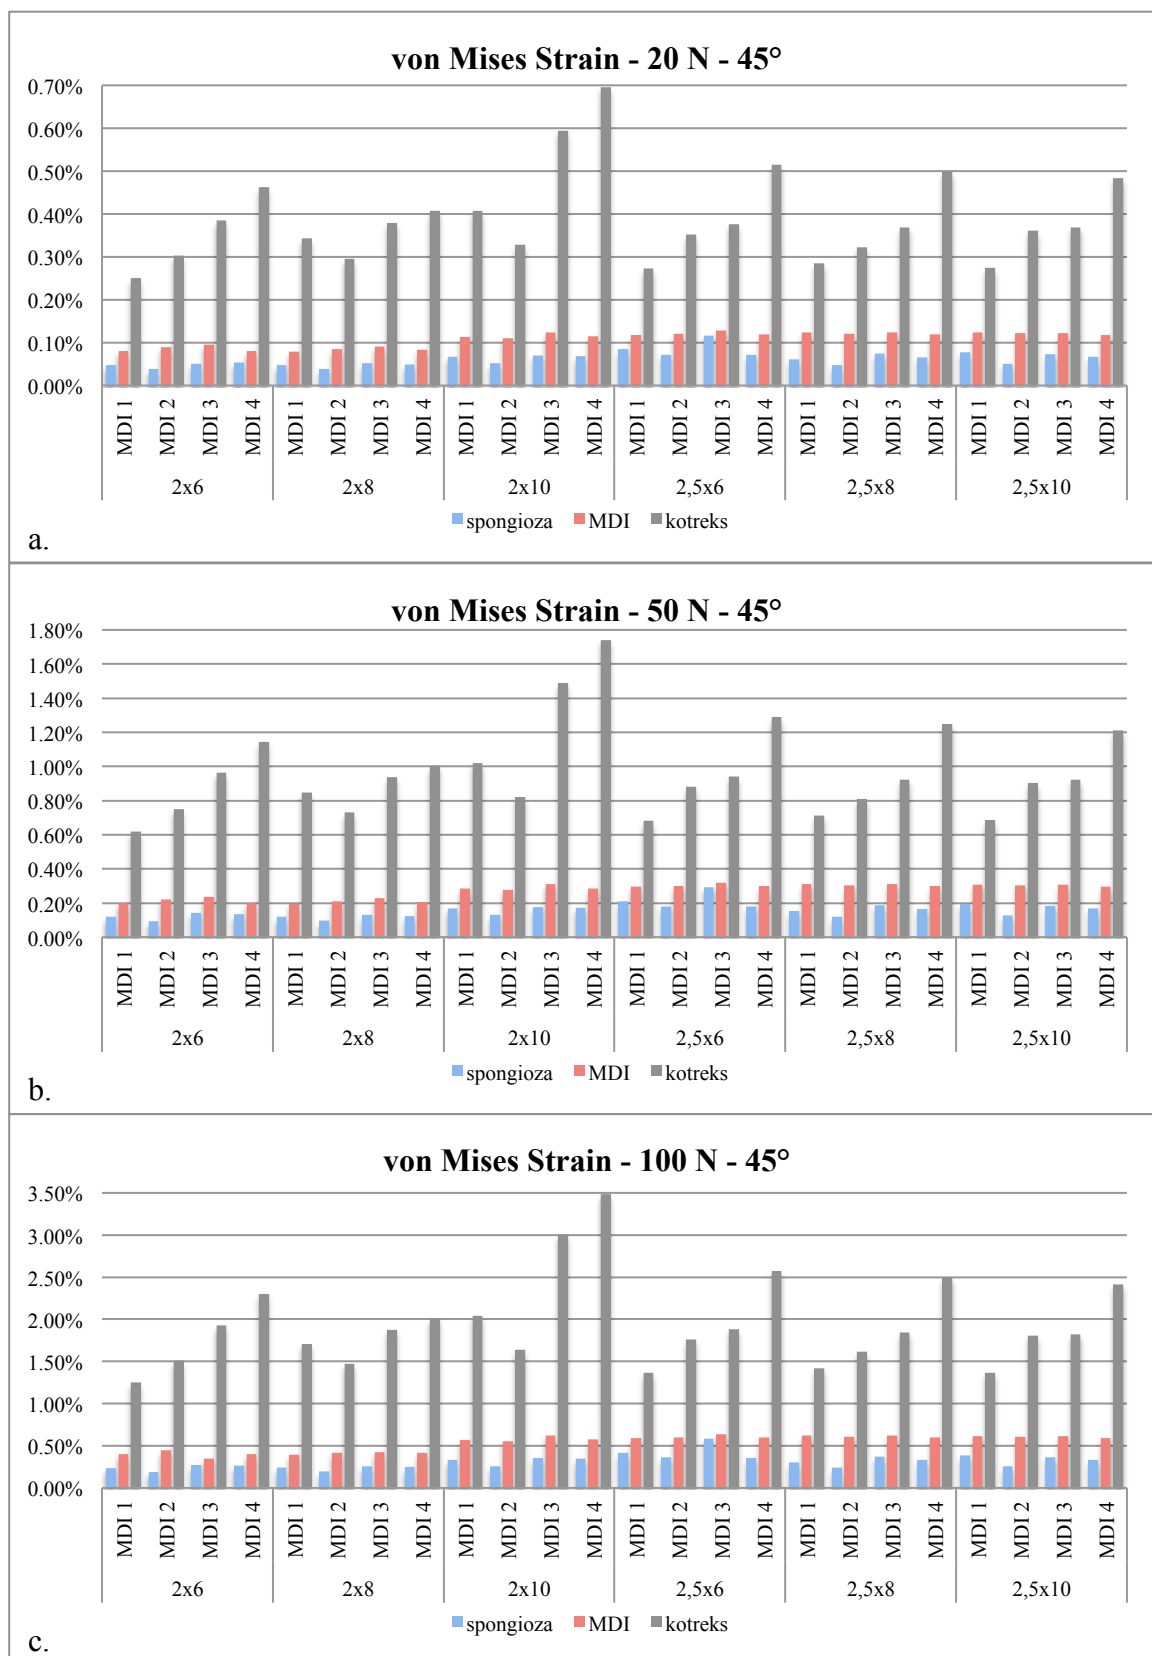 von Mises Strain - 20 N - 45°
0.70%
0.60%
0.50%
0.40%
0.30%
0.20%
0.10%
0.00%
MDI 1 MDI 2 MDI 3 MDI 4 MDI 1 MDI 2 MDI 3 MDI 4 MDI 1 MDI 2 MDI 3 MDI 4 MDI 1 MDI 2 MDI 3 MDI 4 MDI 1 MDI 2 MDI 3 MDI 4 MDI 1 MDI 2 MDI 3 MDI 4
2x6 2x8 2x10 2,5x6 2,5x8 2,5x10
spongioza MDI kotreks
a.
von Mises Strain - 50 N - 45°
1.80%
1.60%
1.40%
1.20%
1.00%
0.80%
0.60%
0.40%
0.20%
0.00%
MDI 1 MDI 2 MDI 3 MDI 4 MDI 1 MDI 2 MDI 3 MDI 4 MDI 1 MDI 2 MDI 3 MDI 4 MDI 1 MDI 2 MDI 3 MDI 4 MDI 1 MDI 2 MDI 3 MDI 4 MDI 1 MDI 2 MDI 3 MDI 4
2x6 2x8 2x10 2,5x6 2,5x8 2,5x10
spongioza MDI kotreks
b.
von Mises Strain - 100 N - 45°
3.50%
3.00%
2.50%
2.00%
1.50%
1.00%
0.50%
0.00%
MDI 1 MDI 2 MDI 3 MDI 4 MDI 1 MDI 2 MDI 3 MDI 4 MDI 1 MDI 2 MDI 3 MDI 4 MDI 1 MDI 2 MDI 3 MDI 4 MDI 1 MDI 2 MDI 3 MDI 4 MDI 1 MDI 2 MDI 3 MDI 4
2x6 2x8 2x10 2,5x6 2,5x8 2,5x10
spongioza MDI kotreks
c.